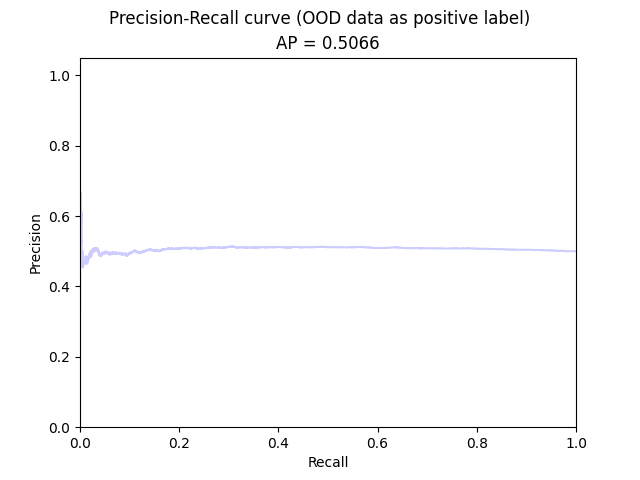 Precision-Recall curve (OOD data as positive label)
AP = 0.5066
1.0
0.8
0.6
0.4
0.2
0.0
Precision
0.0 0.2 0.4 0.6 0.8 1.0
Recall